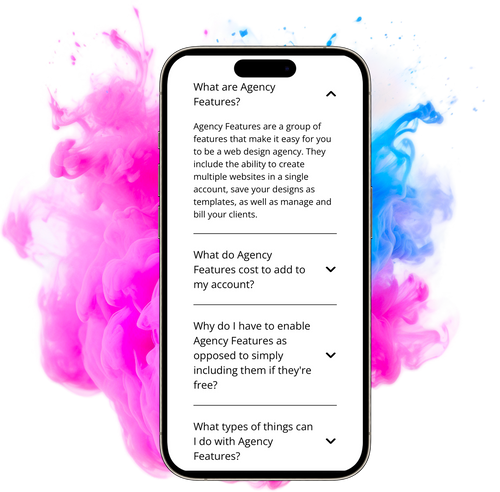 What are Agency
Features?
Agency Features are a group of
features that make it easy for you
to be a web design agency. They
include the ability to create
multiple websites in a single
account, save your designs as
templates, as well as manage and
bill your clients.
What do Agency
Features cost to add to
my account?
Why do I have to enable
Agency Features as
opposed to simply
including them if they're
free?
What types of things can
I do with Agency
Features?